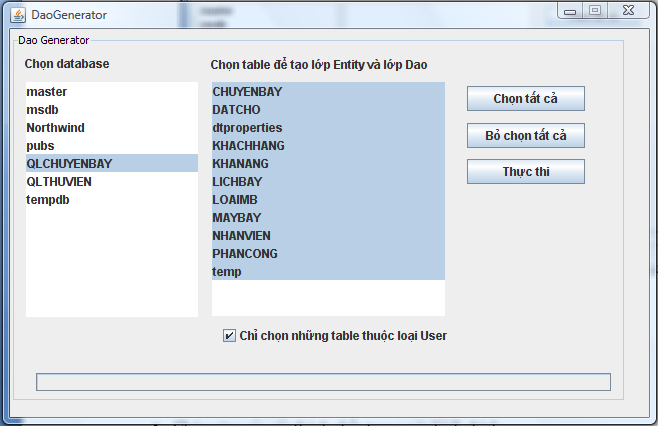 DaoGenerator
Dao Generator
Chọn database
Chọn table để tạo lớp Entity và lớp Dao
master
msdb
Northwind
pubs
QLCHUYENBAY
QLTHUVIEN
tempdb
CHUYENBAY
DATCHO
dtproperties
KHACHHANG
KHANANG
LICHBAY
LOAIMB
MAYBAY
NHANVIEN
PHANCONG
temp
Chọn tất cả
Bỏ chọn tất cả
Thực thi
Chỉ chọn những table thuộc loại User